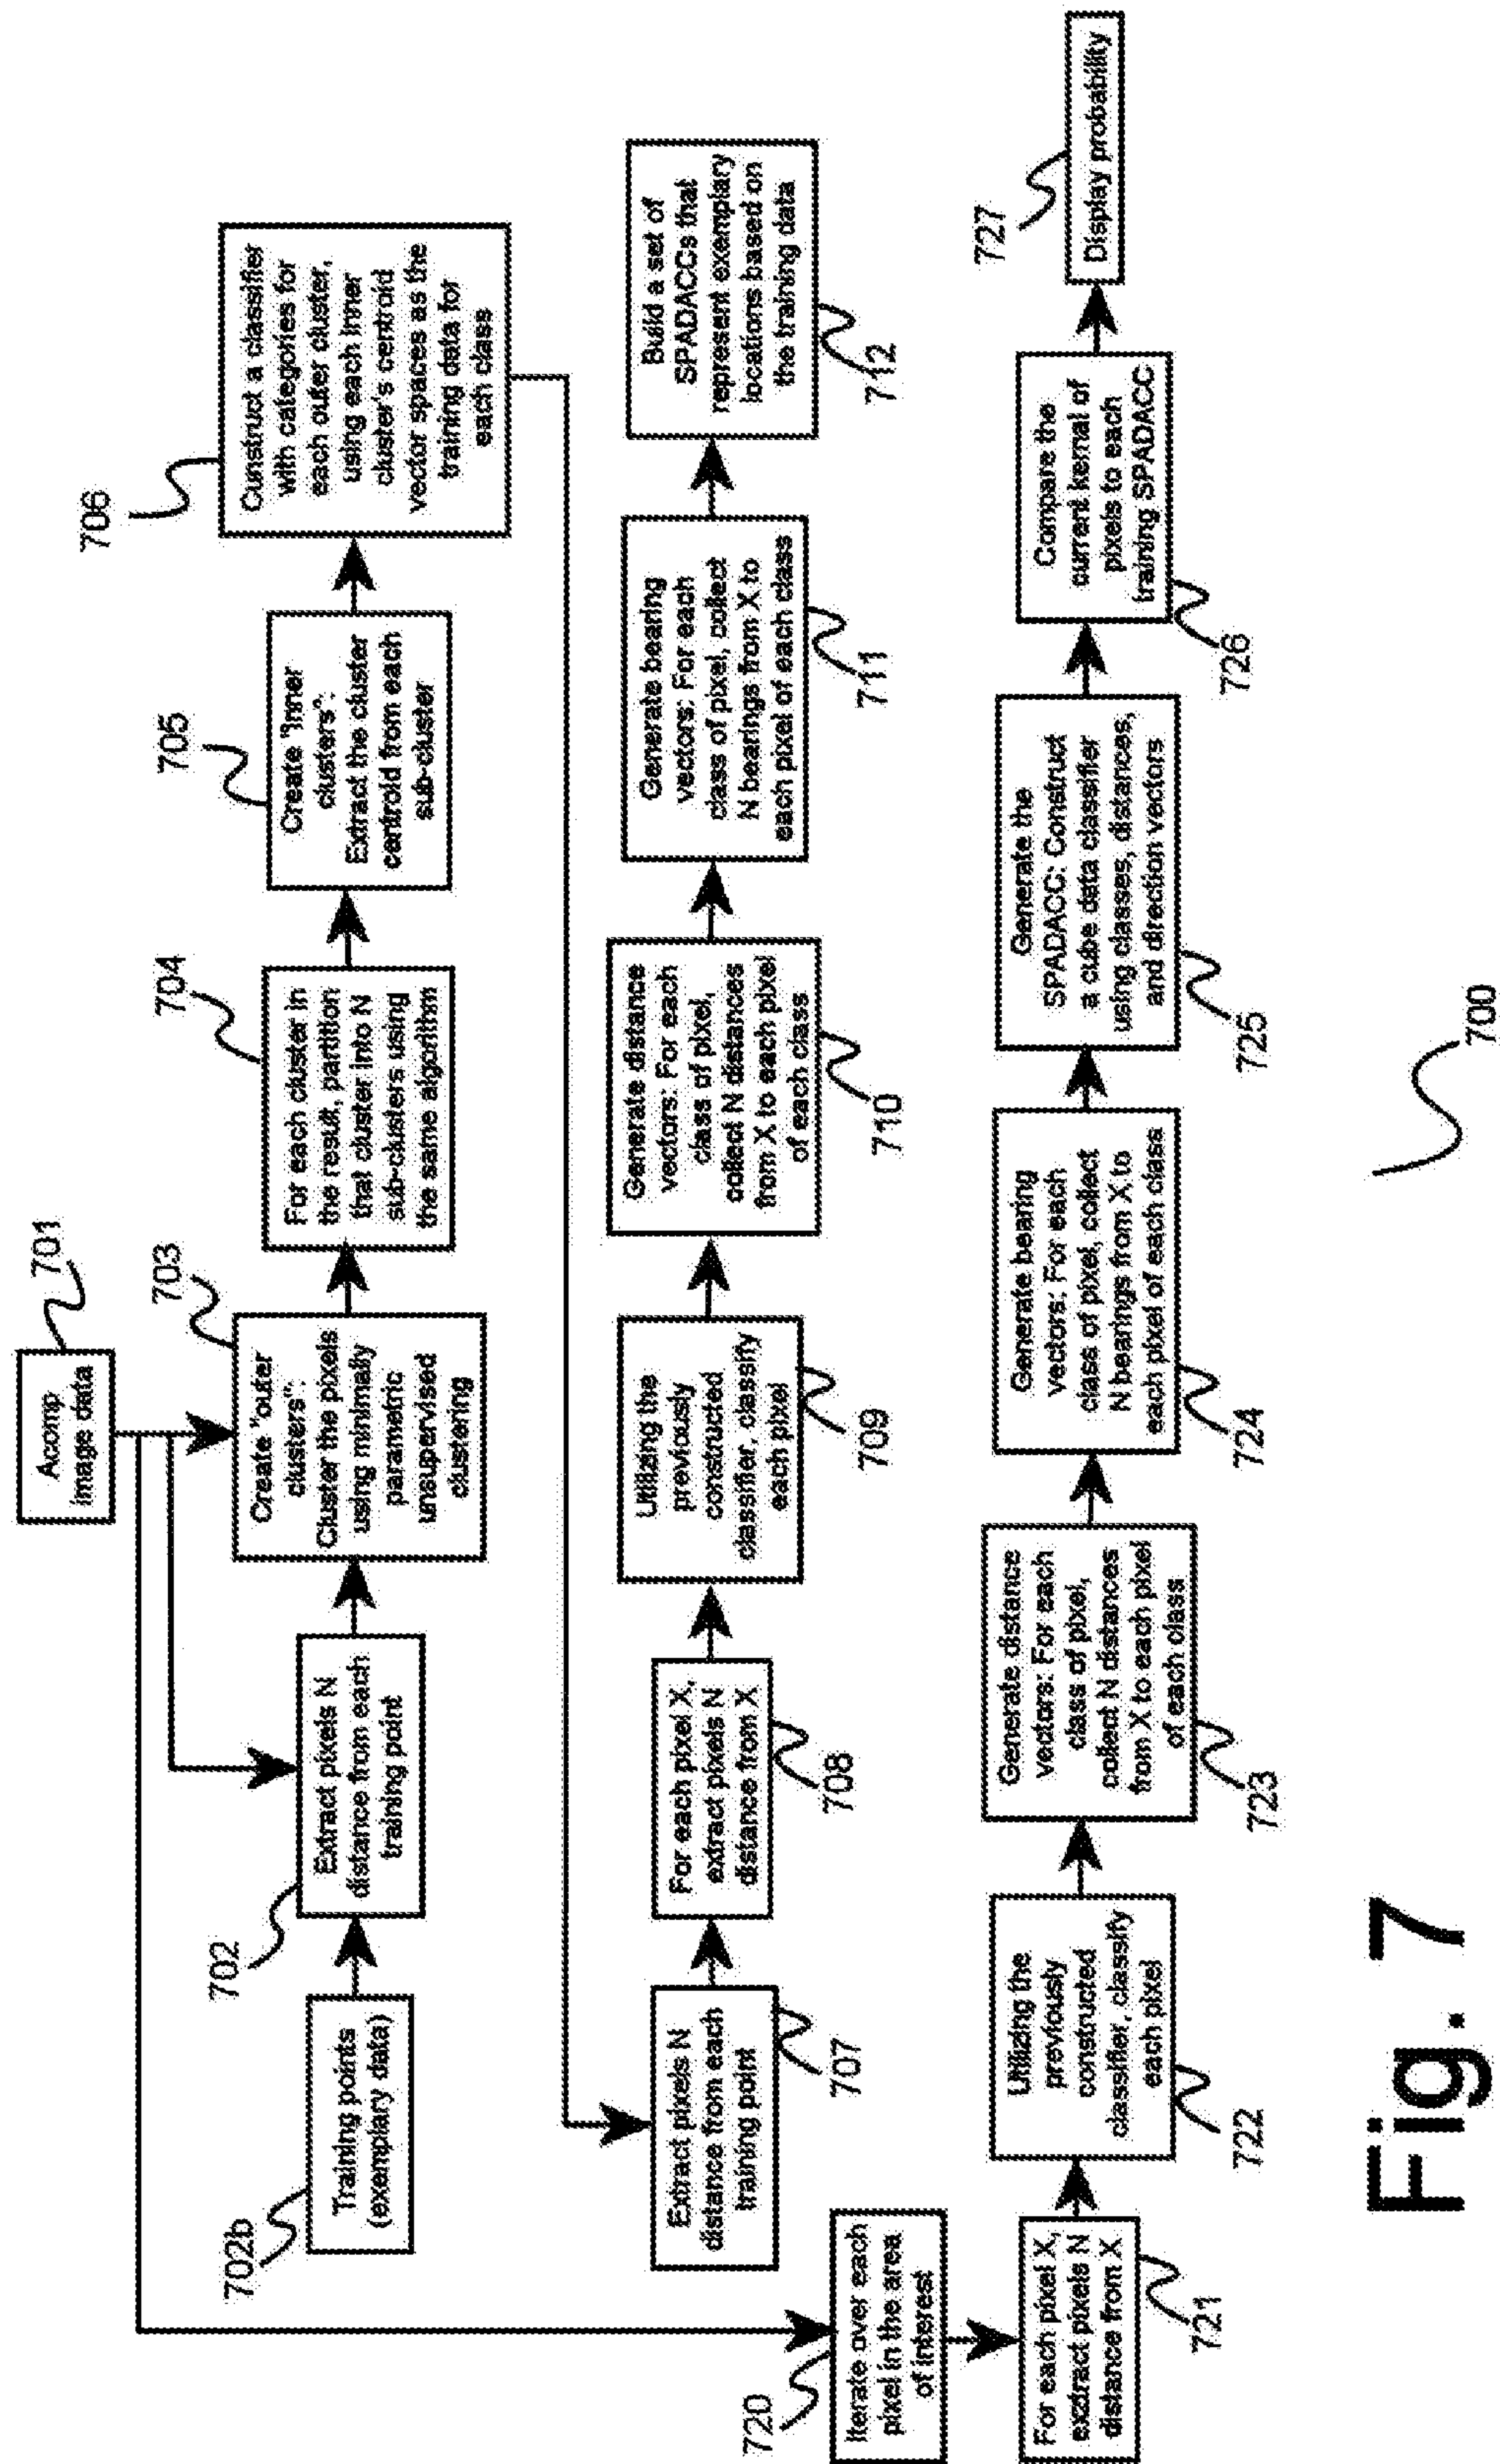 Acomp
image data
701
702b
Training points
(exemplary data)
702
Extract pixels N
distance from each
training point
703
Create "outer
clusters":
Cluster the pixels
using minimally
parametric
unsupervised
clustering
704
For each cluster in
the result, partition
that cluster into N
sub-clusters using
the same algorithm
705
Create "inner
clusters":
Extract the cluster
centroid from each
sub-cluster
706
Cunstruct a classifier
with categories for
each outer cluster,
using each inner
cluster's centroid
vector spaces as the
training data for
each class
Extract pixels N
distance from each
training point
707
For each pixel X,
extract pixels N
distance from X
708
Utilizing the
previously
constructed
classifier, classify
each pixel
709
Generate distance
vectors: For each
class of pixel,
collect N distances
from X to each pixel
of each class
710
Generate bearing
vectors: For each
class of pixel, collect
N bearings from X to
each pixel of each class
711
Build a set of
SPADACCs that
represent exemplary
locations based on
the training data
712
720
Iterate over each
pixel in the area
of interest
For each pixel X,
exdract pixels N
distance from X
721
Utilizing the
previously
constructed
classifier, classify
each pixel
722
Generate distance
vectors: For each
class of pixel,
collect N distances
from X to each pixel
of each class
723
Generate bearing
vectors: For each
class of pixel, collect
N bearings from X to
each pixel of each class
724
Generate the
SPADACC: Construct
a cube data classifier
using classes, distances,
and direction vectors
725
Compare the
current kernal of
pixels to each
training SPADACC
726
727
Display probability
700
Fig. 7